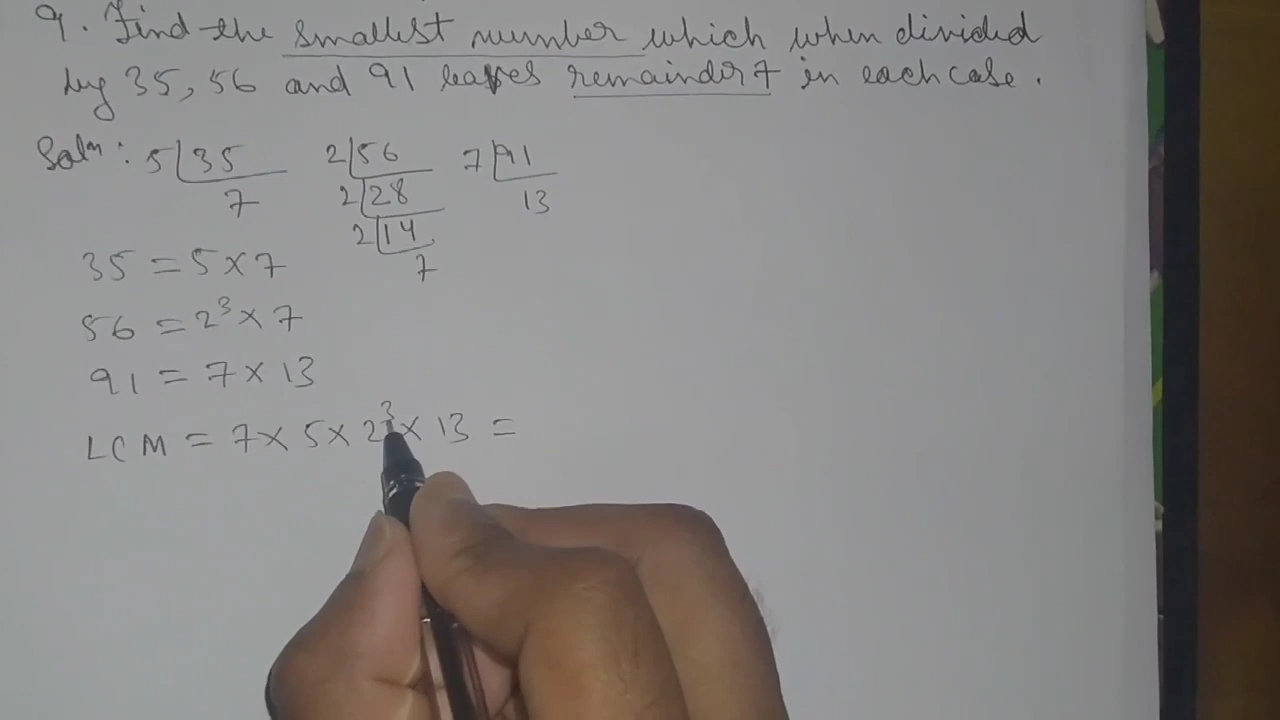 9. Find the smallest number which when divided
by 35, 56 and 91 leaves remainder 7 in each case.
Solⁿ: 5 | 35 2 | 56 7 | 91
7 2 | 28 13
2 | 14
7
35 = 5 × 7
56 = 2³ × 7
91 = 7 × 13
LCM = 7 × 5 × 2³ × 13 =